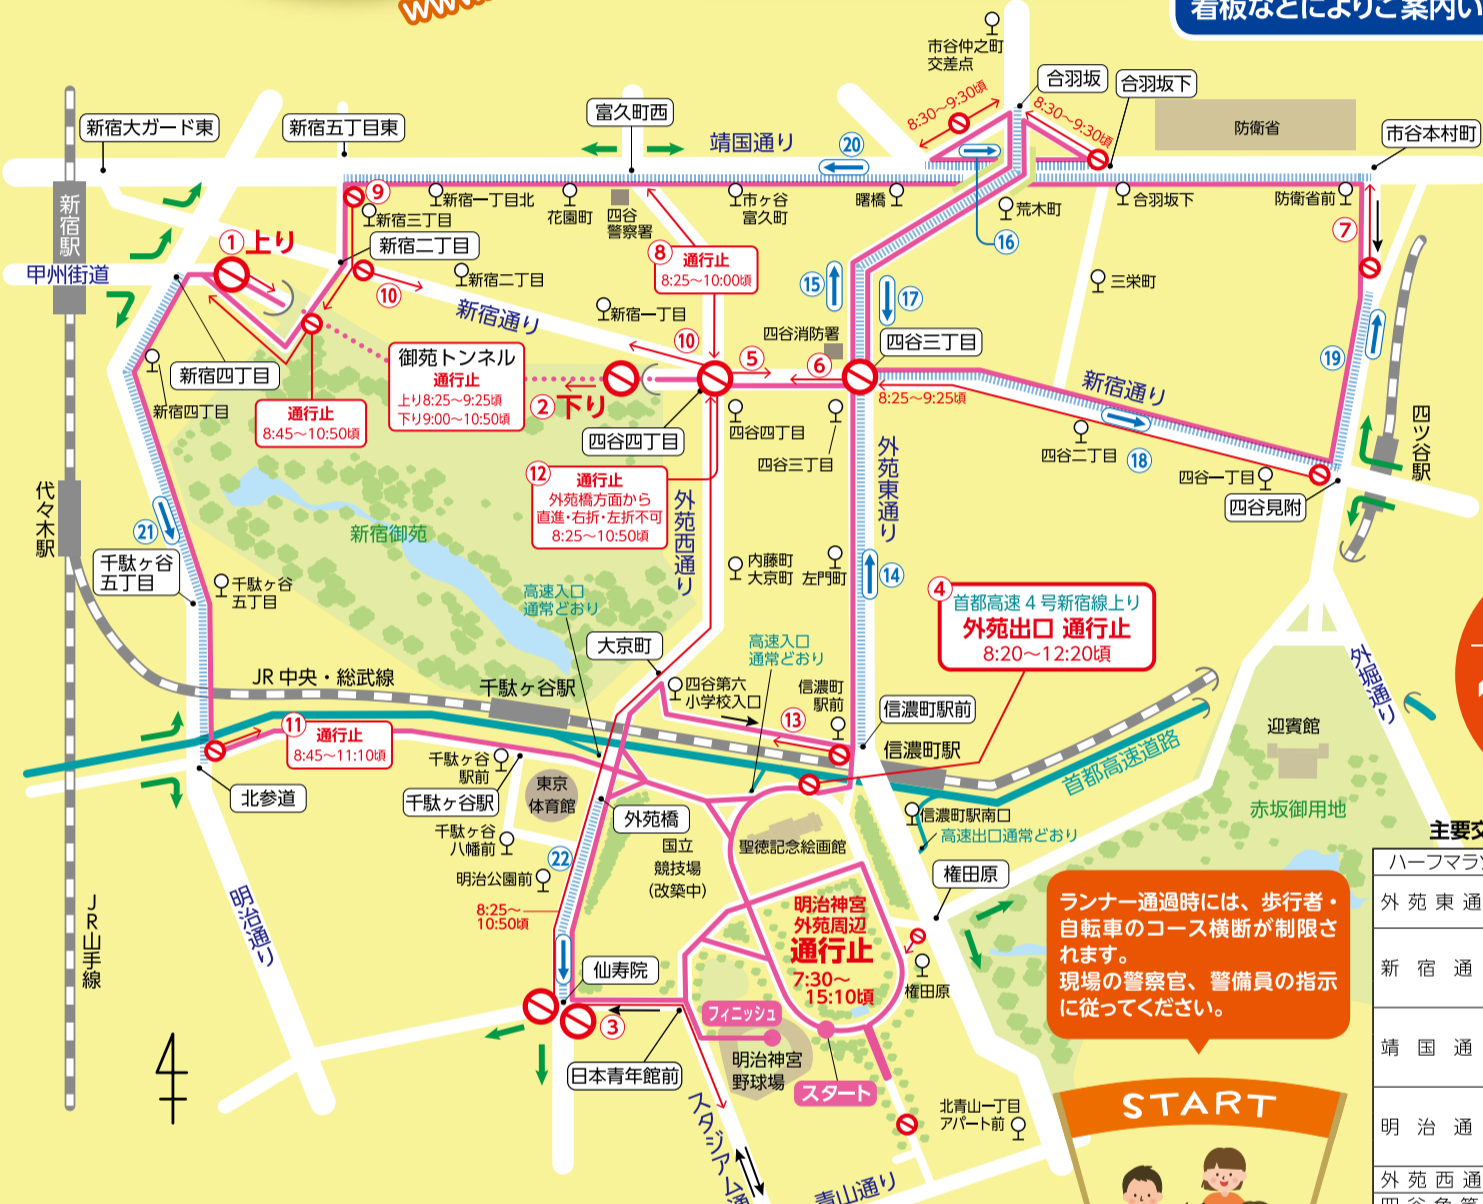 www.
看板などによりご案内い
市谷仲之町
交差点
合羽坂
合羽坂下
8:30~9:30頃
8:30~9:30頃
防衛省
市谷本村町
新宿大ガード東
新宿五丁目東
富久町西
靖国通り
⑳
新宿駅
⑨
新宿一丁目北
新宿三丁目
花園町
四谷
警察署
市ヶ谷
富久町
曙橋
荒木町
⑯
合羽坂下
防衛省前
⑦
①上り
甲州街道
新宿二丁目
⑩
新宿二丁目
新宿通り
⑧
通行止
8:25~10:00頃
⑮
⑰
三栄町
新宿一丁目
⑩
四谷消防署
四谷三丁目
⑤
⑥
⑲
新宿四丁目
新宿四丁目
御苑トンネル
通行止
上り8:25~9:25頃
下り9:00~10:50頃
②下り
通行止
8:45~10:50頃
四谷四丁目
四谷四丁目
四谷三丁目
8:25~9:25頃
新宿通り
四谷二丁目
⑱
四谷一丁目
四谷見附
四ツ谷駅
⑫
通行止
外苑橋方面から
直進・右折・左折不可
8:25~10:50頃
外苑西通り
外苑東通り
代々木駅
㉑
新宿御苑
千駄ヶ谷
五丁目
千駄ヶ谷
五丁目
高速入口
通常どおり
内藤町
大京町
左門町
⑭
④
首都高速4号新宿線上り
外苑出口 通行止
8:20~12:20頃
大京町
高速入口
通常どおり
四谷第六
小学校入口
信濃町
駅前
信濃町駅前
信濃町駅
⑬
JR中央・総武線
千駄ヶ谷駅
⑪
通行止
8:45~11:10頃
北参道
千駄ヶ谷
駅前
千駄ヶ谷駅
千駄ヶ谷
八幡前
東京
体育館
外苑橋
国立
競技場
(改築中)
聖徳記念絵画館
信濃町駅南口
高速出口通常どおり
首都高速道路
外堀通り
迎賓館
赤坂御用地
㉒
明治公園前
8:25~
10:50頃
明治通り
JR山手線
権田原
権田原
明治神宮
外苑周辺
通行止
7:30~
15:10頃
仙寿院
③
フィニッシュ
日本青年館前
明治神宮
野球場
スタート
スタジアム通
北青山一丁目
アパート前
青山通り
ランナー通過時には、歩行者・
自転車のコース横断が制限さ
れます。
現場の警察官、警備員の指示
に従ってください。
START
主要交
ハーフマラ
外苑東通
新宿通
靖国通
明治通
外苑西通